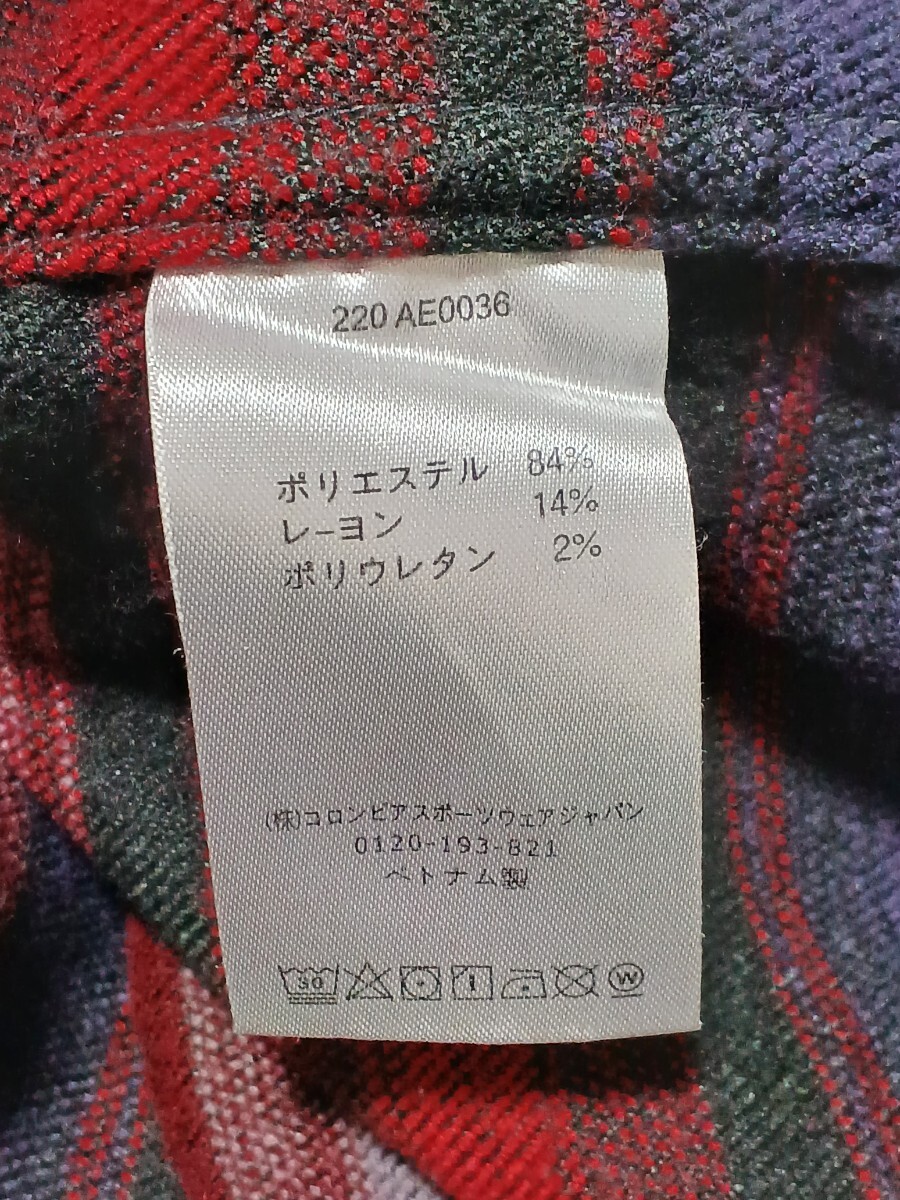 220 AE0036
ポリエステル 84%
レーヨン 14%
ポリウレタン 2%
(株)コロンビアスポーツウェアジャパン
0120-193-821
ベトナム製
30 W